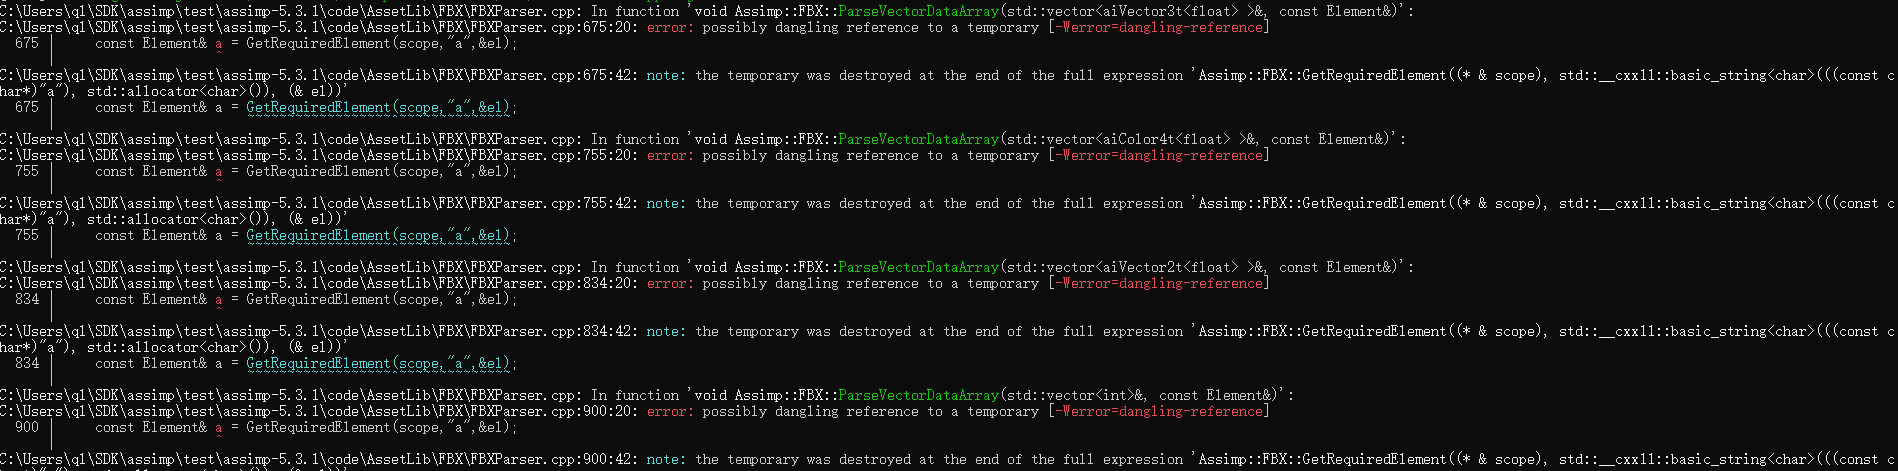 C:\Users\ql\SDK\assimp\test\assimp-5.3.1\code\AssetLib\FBX\FBXParser.cpp: In function 'void Assimp::FBX::ParseVectorDataArray(std::vector<aiVector3t<float> >&, const Element&)':
C:\Users\ql\SDK\assimp\test\assimp-5.3.1\code\AssetLib\FBX\FBXParser.cpp:675:20: error: possibly dangling reference to a temporary [-Werror=dangling-reference]
675 |     const Element& a = GetRequiredElement(scope,"a",&el);
    |                    ^
C:\Users\ql\SDK\assimp\test\assimp-5.3.1\code\AssetLib\FBX\FBXParser.cpp:675:42: note: the temporary was destroyed at the end of the full expression 'Assimp::FBX::GetRequiredElement((* & scope), std::__cxx11::basic_string<char>(((const c
har*)"a"), std::allocator<char>()), (& el))'
675 |     const Element& a = GetRequiredElement(scope,"a",&el);
    |                        ~~~~~~~~~~~~~~~~~~^~~~~~~~~~~~~~~
C:\Users\ql\SDK\assimp\test\assimp-5.3.1\code\AssetLib\FBX\FBXParser.cpp: In function 'void Assimp::FBX::ParseVectorDataArray(std::vector<aiColor4t<float> >&, const Element&)':
C:\Users\ql\SDK\assimp\test\assimp-5.3.1\code\AssetLib\FBX\FBXParser.cpp:755:20: error: possibly dangling reference to a temporary [-Werror=dangling-reference]
755 |     const Element& a = GetRequiredElement(scope,"a",&el);
    |                    ^
C:\Users\ql\SDK\assimp\test\assimp-5.3.1\code\AssetLib\FBX\FBXParser.cpp:755:42: note: the temporary was destroyed at the end of the full expression 'Assimp::FBX::GetRequiredElement((* & scope), std::__cxx11::basic_string<char>(((const c
har*)"a"), std::allocator<char>()), (& el))'
755 |     const Element& a = GetRequiredElement(scope,"a",&el);
    |                        ~~~~~~~~~~~~~~~~~~^~~~~~~~~~~~~~~
C:\Users\ql\SDK\assimp\test\assimp-5.3.1\code\AssetLib\FBX\FBXParser.cpp: In function 'void Assimp::FBX::ParseVectorDataArray(std::vector<aiVector2t<float> >&, const Element&)':
C:\Users\ql\SDK\assimp\test\assimp-5.3.1\code\AssetLib\FBX\FBXParser.cpp:834:20: error: possibly dangling reference to a temporary [-Werror=dangling-reference]
834 |     const Element& a = GetRequiredElement(scope,"a",&el);
    |                    ^
C:\Users\ql\SDK\assimp\test\assimp-5.3.1\code\AssetLib\FBX\FBXParser.cpp:834:42: note: the temporary was destroyed at the end of the full expression 'Assimp::FBX::GetRequiredElement((* & scope), std::__cxx11::basic_string<char>(((const c
har*)"a"), std::allocator<char>()), (& el))'
834 |     const Element& a = GetRequiredElement(scope,"a",&el);
    |                        ~~~~~~~~~~~~~~~~~~^~~~~~~~~~~~~~~
C:\Users\ql\SDK\assimp\test\assimp-5.3.1\code\AssetLib\FBX\FBXParser.cpp: In function 'void Assimp::FBX::ParseVectorDataArray(std::vector<int>&, const Element&)':
C:\Users\ql\SDK\assimp\test\assimp-5.3.1\code\AssetLib\FBX\FBXParser.cpp:900:20: error: possibly dangling reference to a temporary [-Werror=dangling-reference]
900 |     const Element& a = GetRequiredElement(scope,"a",&el);
    |                    ^
C:\Users\ql\SDK\assimp\test\assimp-5.3.1\code\AssetLib\FBX\FBXParser.cpp:900:42: note: the temporary was destroyed at the end of the full expression 'Assimp::FBX::GetRequiredElement((* & scope), std::__cxx11::basic_string<char>(((const c